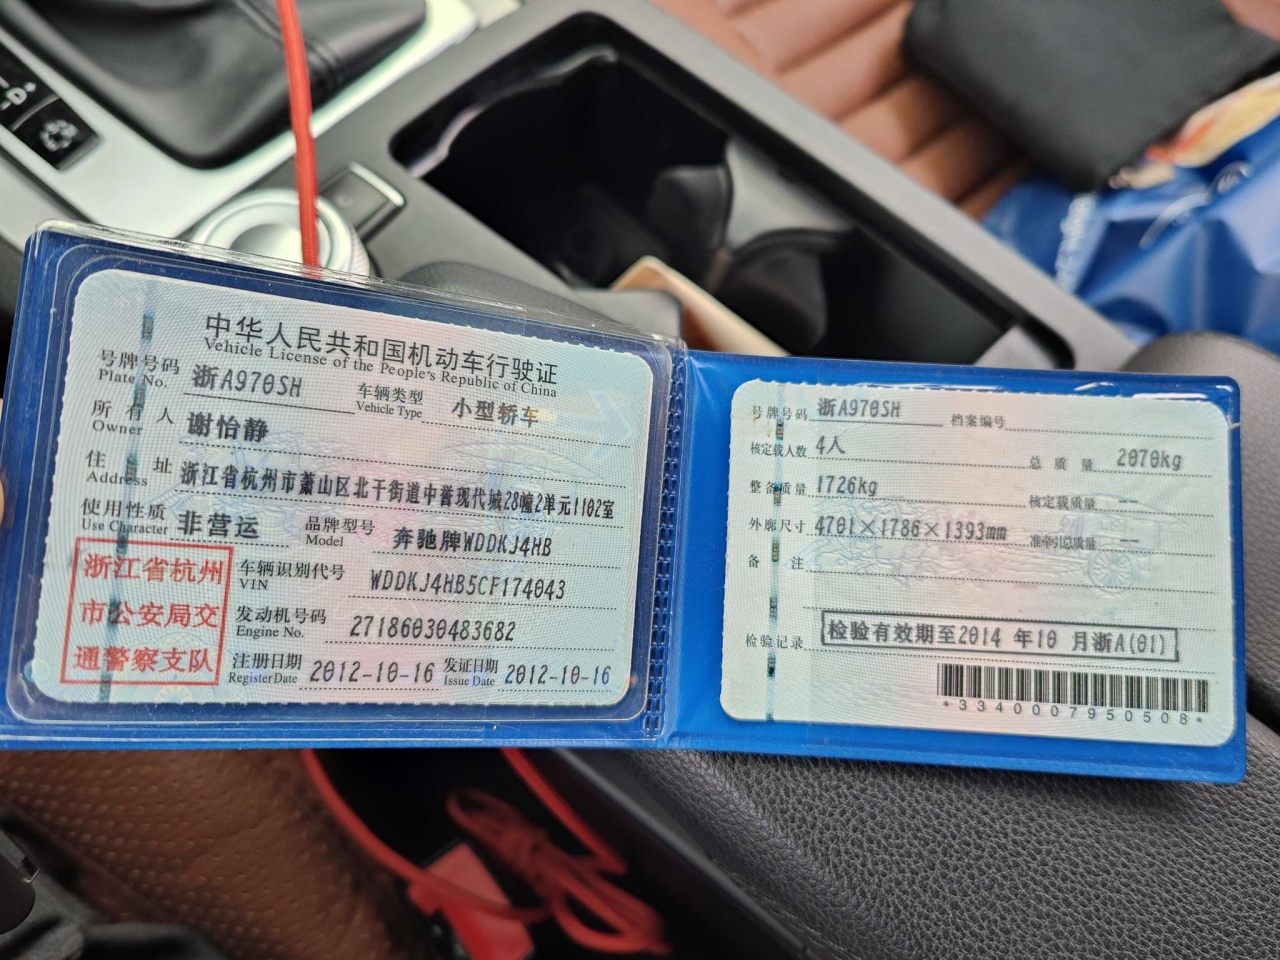 中华人民共和国机动车行驶证
Vehicle License of the People's Republic of China
号牌号码 浙A970SH 车辆类型 小型轿车
Plate No. Vehicle Type
所有人 谢怡静
Owner
住址 浙江省杭州市萧山区北干街道中誉现代城28幢2单元1102室
Address
使用性质 非营运 品牌型号 奔驰牌WDDKJ4HB
Use Character Model
浙江省杭州
市公安局交
通警察支队
车辆识别代号 WDDKJ4HB5CF174043
VIN
发动机号码 27186030483682
Engine No.
注册日期 2012-10-16 发证日期 2012-10-16
Register Date Issue Date
号牌号码 浙A970SH 档案编号
核定载人数 4人 总质量 2070kg
整备质量 1726kg 核定载质量 --
外廓尺寸 4701×1786×1393mm 准牵引总质量 --
备注
检验记录 检验有效期至2014 年10 月浙A(01)
*3340007950508*